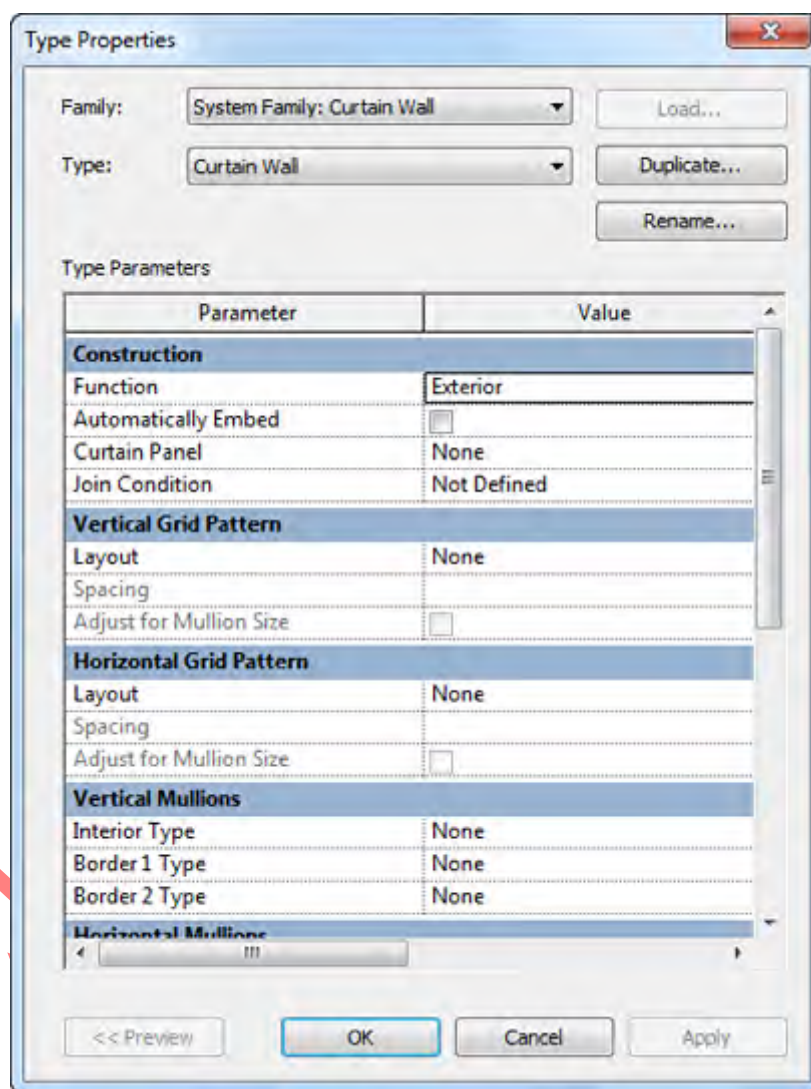 Type Properties
Family: System Family: Curtain Wall Load...
Type: Curtain Wall Duplicate...
Rename...
Type Parameters
Parameter Value
Construction
Function Exterior
Automatically Embed
Curtain Panel None
Join Condition Not Defined
Vertical Grid Pattern
Layout None
Spacing
Adjust for Mullion Size
Horizontal Grid Pattern
Layout None
Spacing
Adjust for Mullion Size
Vertical Mullions
Interior Type None
Border 1 Type None
Border 2 Type None
Horizontal Mullions
<< Preview OK Cancel Apply